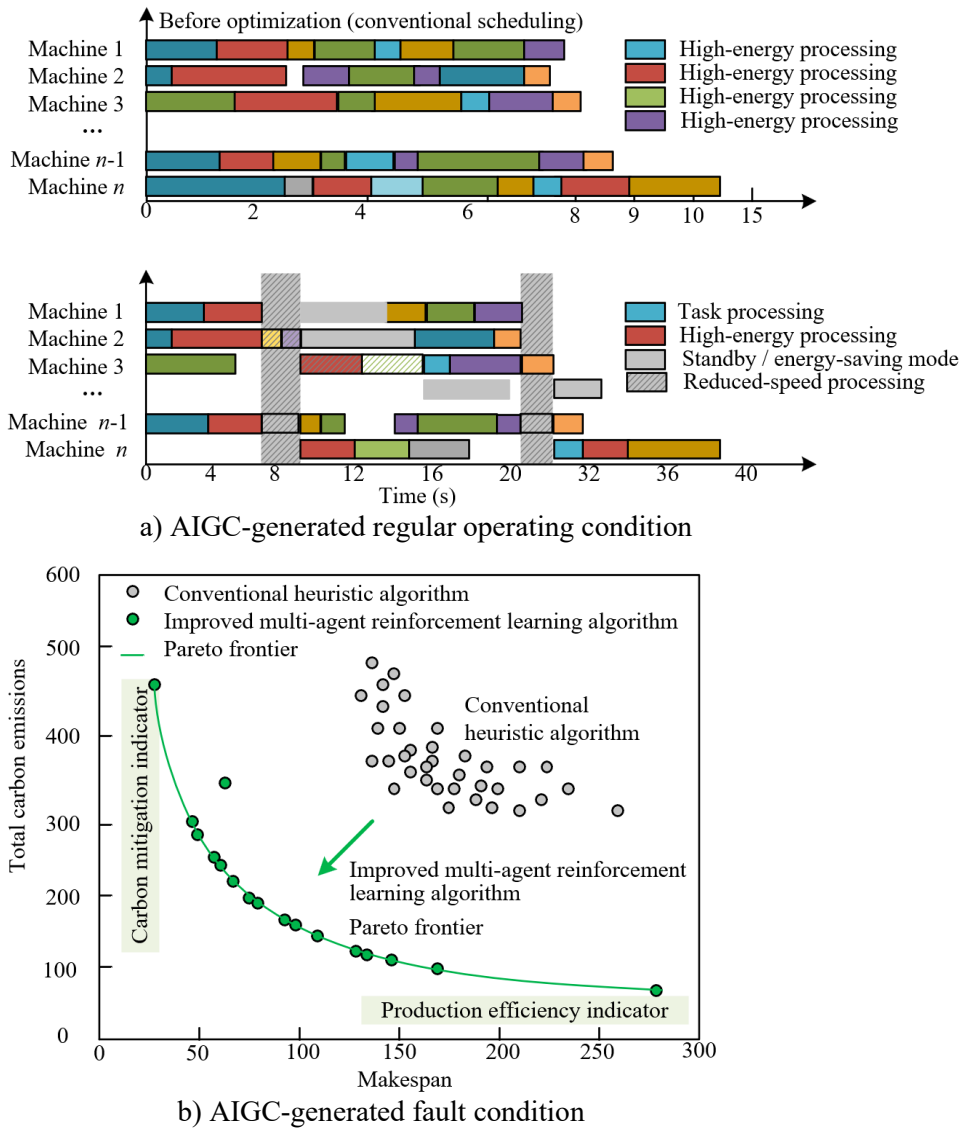 Before optimization (conventional scheduling)
Machine 1
Machine 2
Machine 3
...
Machine n-1
Machine n
High-energy processing
High-energy processing
High-energy processing
High-energy processing
0 2 4 6 8 9 10 15
Machine 1
Machine 2
Machine 3
...
Machine n-1
Machine n
Task processing
High-energy processing
Standby / energy-saving mode
Reduced-speed processing
0 4 8 12 16 20 32 40
Time (s)
a) AIGC-generated regular operating condition
600
500
400
300
200
100
0
Total carbon emissions
Conventional heuristic algorithm
Improved multi-agent reinforcement learning algorithm
Pareto frontier
Carbon mitigation indicator
Conventional
heuristic algorithm
Improved multi-agent reinforcement
learning algorithm
Pareto frontier
Production efficiency indicator
0 50 100 150 200 250 300
Makespan
b) AIGC-generated fault condition